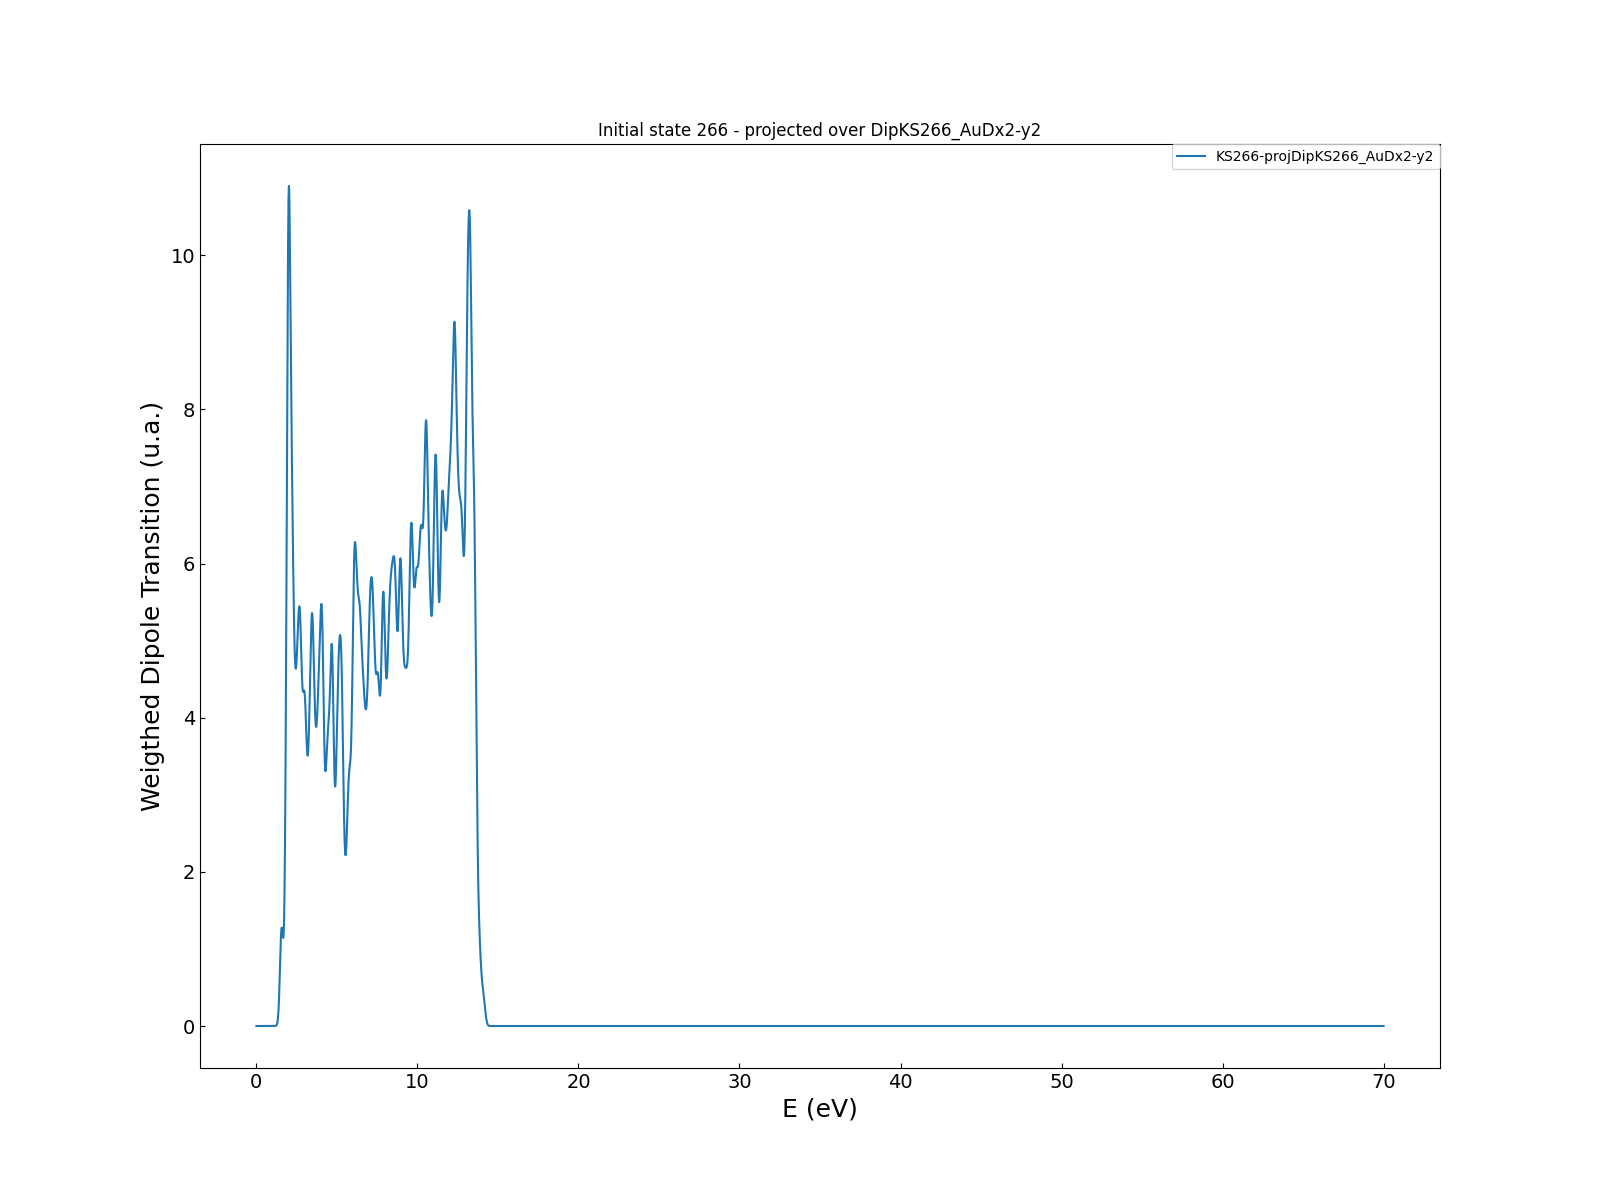 Initial state 266 - projected over DipKS266_AuDx2-y2
KS266-projDipKS266_AuDx2-y2
Weigthed Dipole Transition (u.a.)
10
8
6
4
2
0
0 10 20 30 40 50 60 70
E (eV)